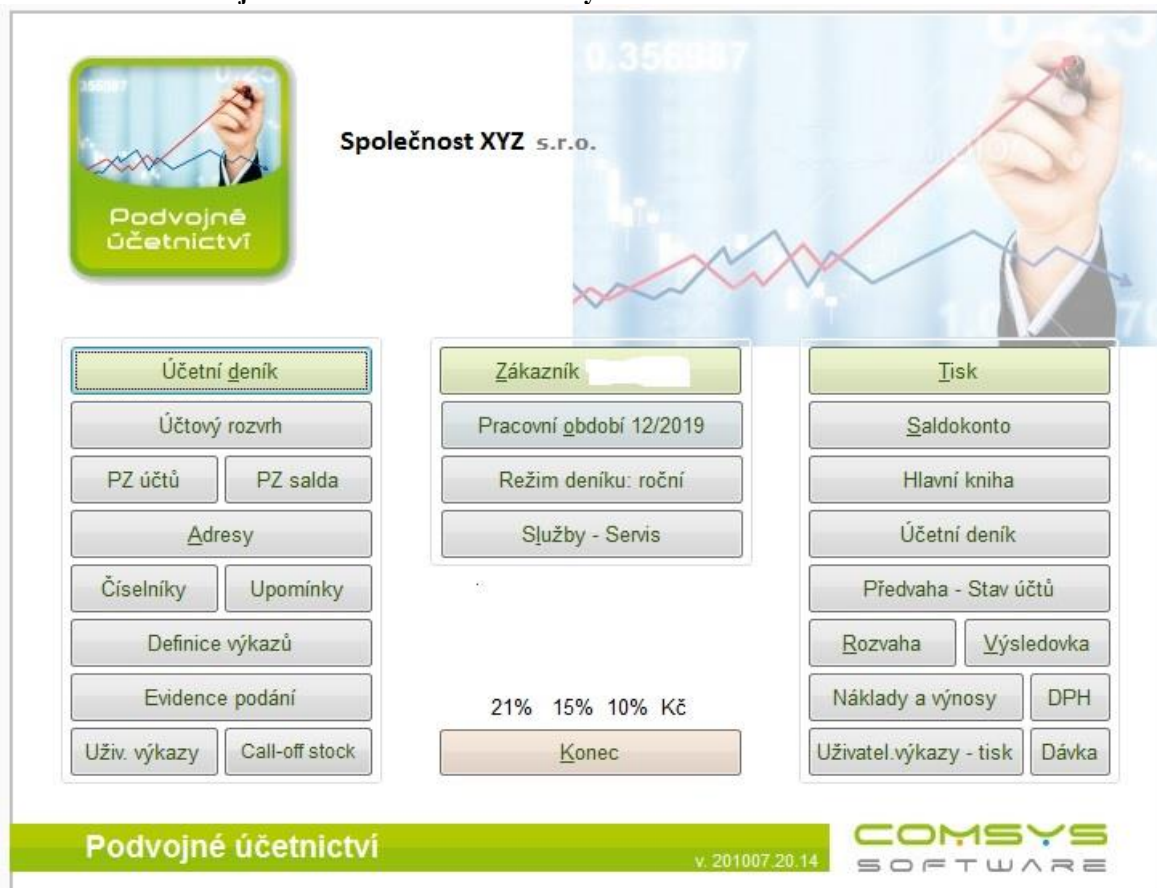 0.356987
Podvojné
účetnictví
Společnost XYZ s.r.o.
Účetní deník
Účtový rozvrh
PZ účtů PZ salda
Adresy
Číselníky Upomínky
Definice výkazů
Evidence podání
Uživ. výkazy Call-off stock
Zákazník
Pracovní období 12/2019
Režim deníku: roční
Služby - Servis
21% 15% 10% Kč
Konec
Tisk
Saldokonto
Hlavní kniha
Účetní deník
Předvaha - Stav účtů
Rozvaha Výsledovka
Náklady a výnosy DPH
Uživatel.výkazy - tisk Dávka
Podvojné účetnictví
v. 201007.20.14
COMSYS
SOFTWARE